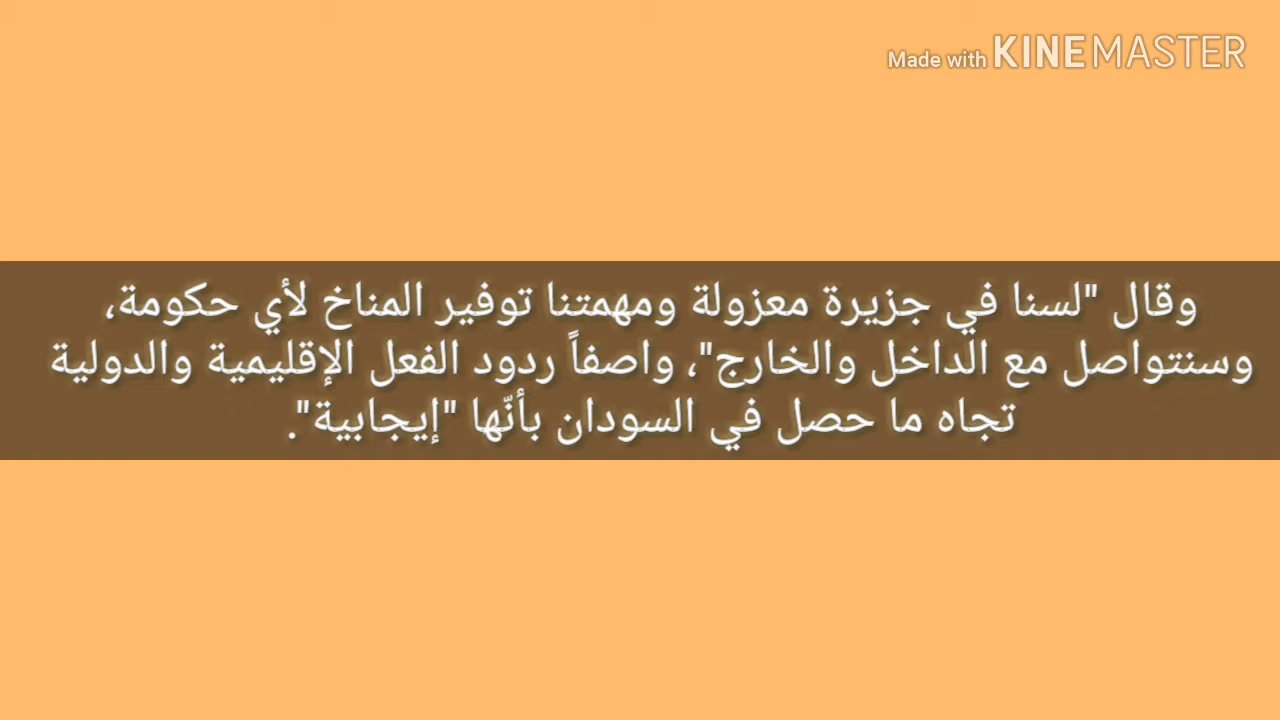 Made with KINEMASTER
وقال "لسنا في جزيرة معزولة ومهمتنا توفير المناخ لأي حكومة،
وسنتواصل مع الداخل والخارج"، واصفاً ردود الفعل الإقليمية والدولية
تجاه ما حصل في السودان بأنّها "إيجابية".